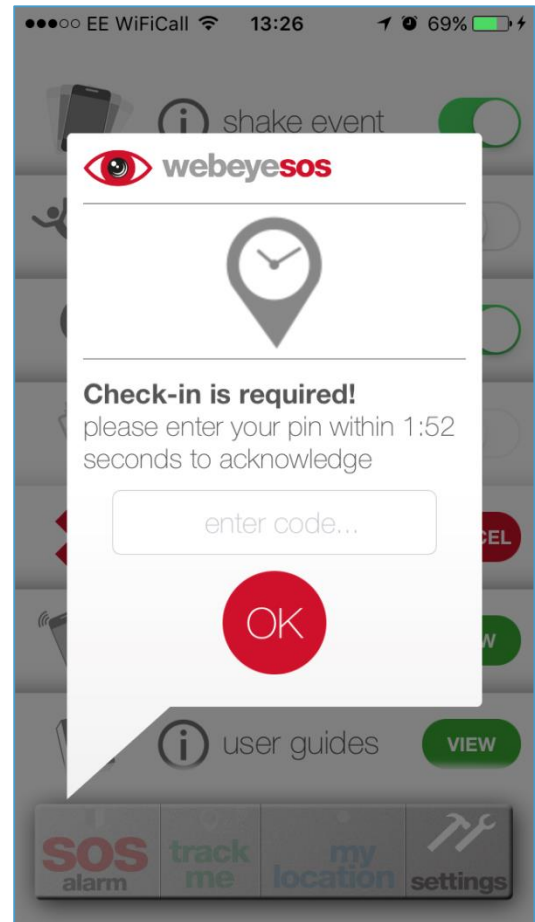 EE WiFiCall 13:26 69%
shake event
webeyesos
Check-in is required!
please enter your pin within 1:52
seconds to acknowledge
enter code...
CEL
OK
W
user guides VIEW
SOS alarm
track me
my location
settings